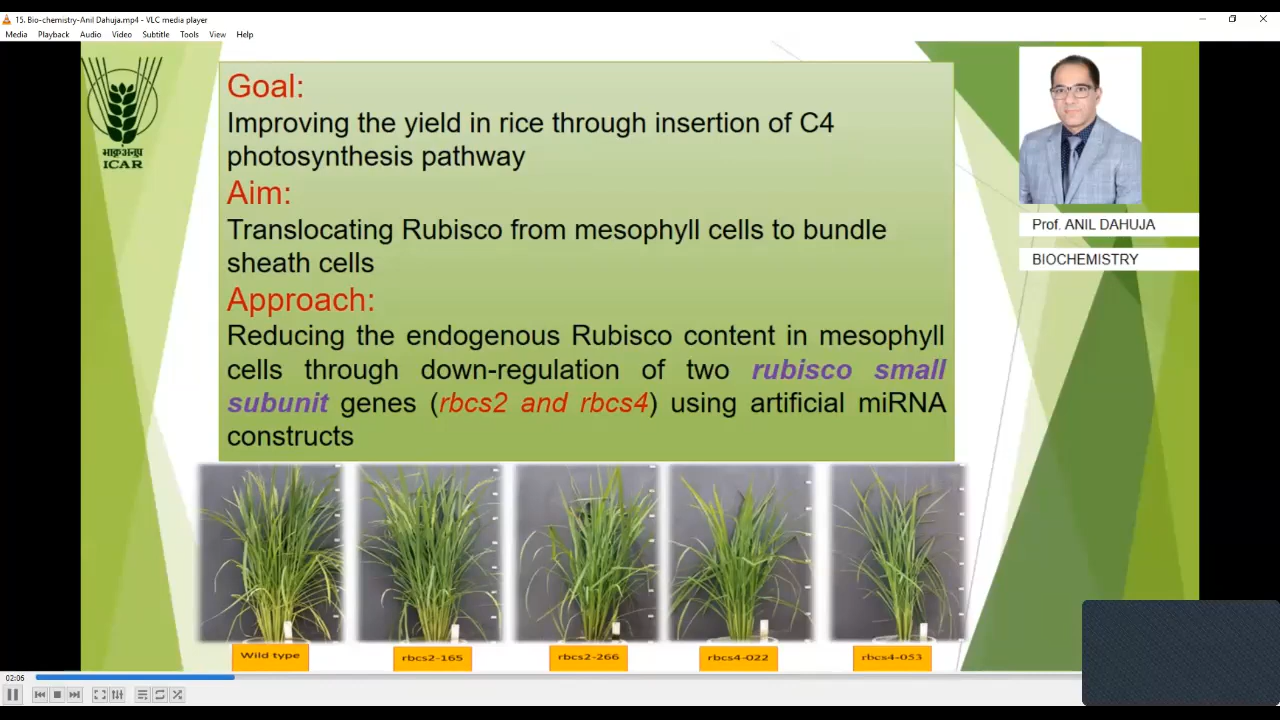 15. Bio-chemistry-Anil Dahuja.mp4 - VLC media player
Media Playback Audio Video Subtitle Tools View Help
भाकृअनुप
ICAR
Goal:
Improving the yield in rice through insertion of C4
photosynthesis pathway
Aim:
Translocating Rubisco from mesophyll cells to bundle
sheath cells
Approach:
Reducing the endogenous Rubisco content in mesophyll
cells through down-regulation of two rubisco small
subunit genes (rbcs2 and rbcs4) using artificial miRNA
constructs
Prof. ANIL DAHUJA
BIOCHEMISTRY
Wild type
rbcs2-165
rbcs2-266
rbcs4-022
rbcs4-053
02:06